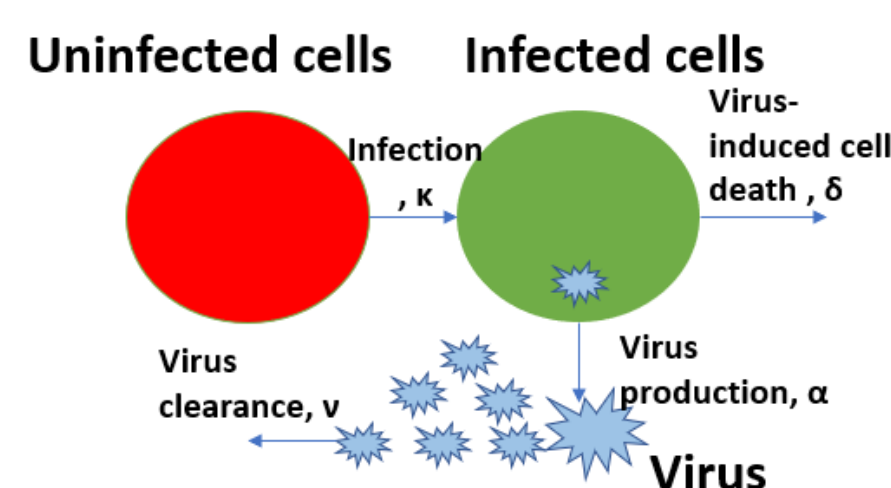 Uninfected cells
Infected cells
Infection
, κ
Virus-
induced cell
death , δ
Virus
clearance, ν
Virus
production, α
Virus